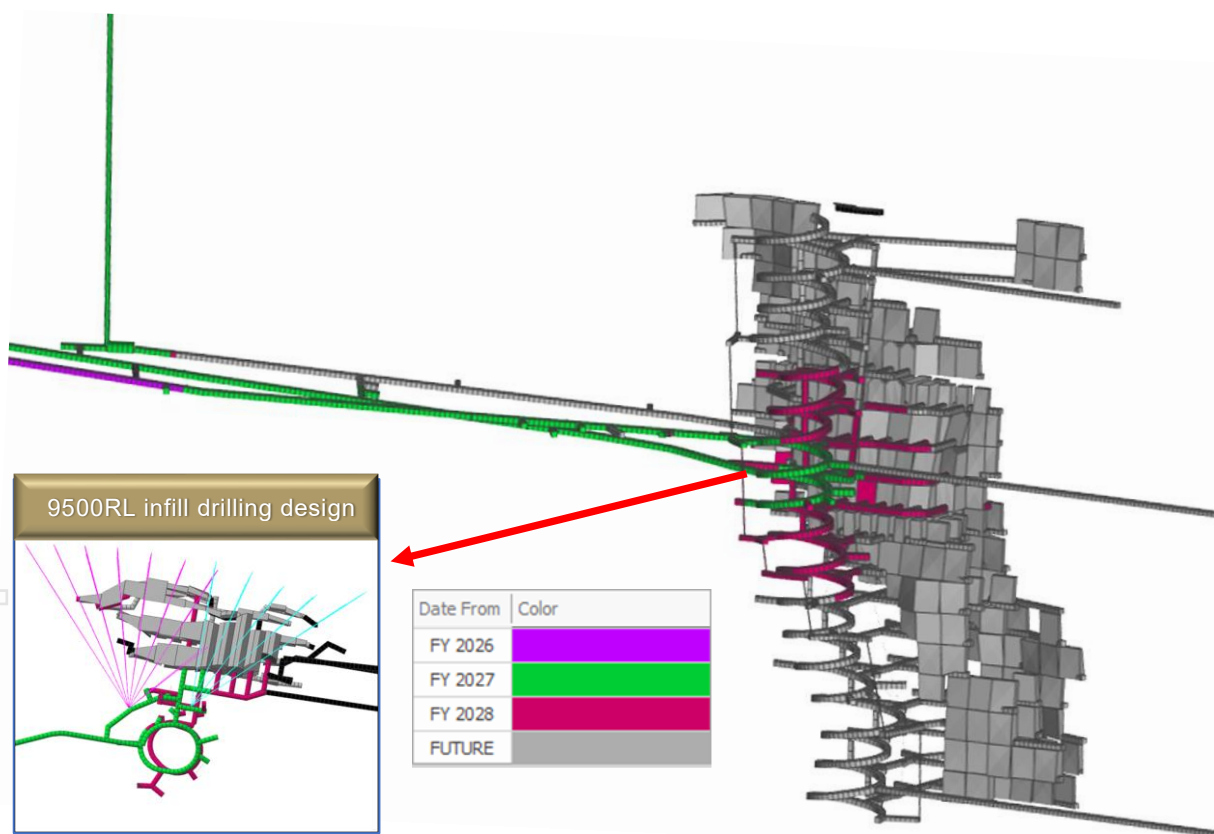 9500RL infill drilling design
Date From Color
FY 2026
FY 2027
FY 2028
FUTURE